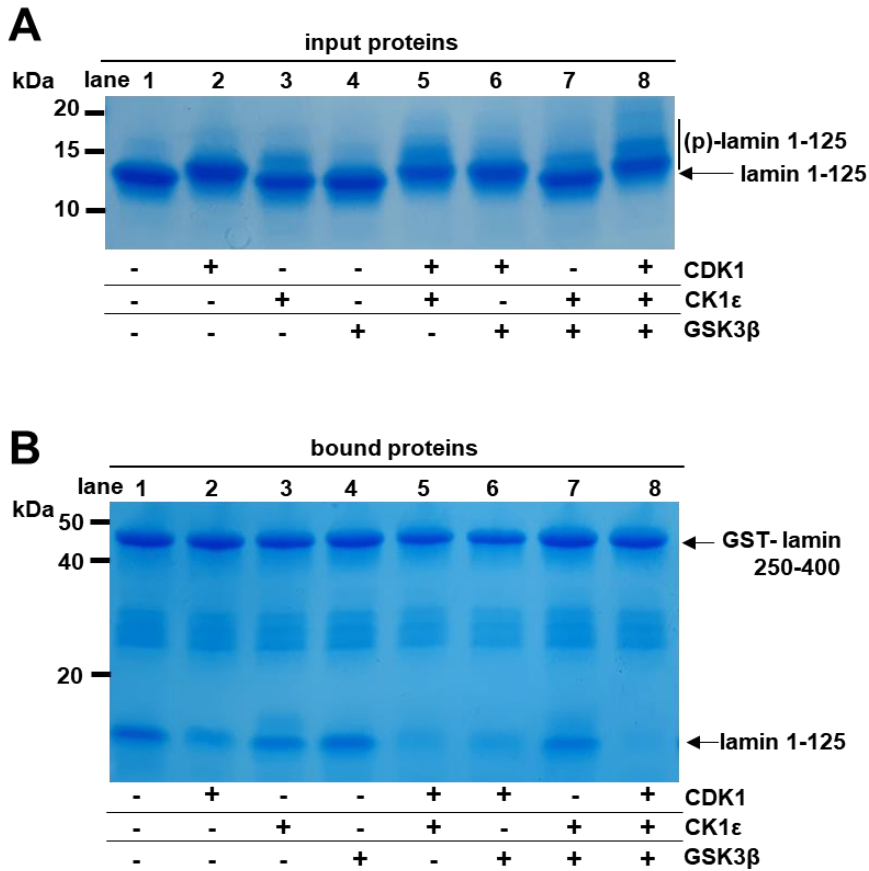 A
input proteins
kDa lane 1 2 3 4 5 6 7 8
20
15
10
(p)-lamin 1-125
lamin 1-125
- + - - + + - + CDK1
- - + - + - + + CK1ε
- - - + - + + + GSK3β
B
bound proteins
lane 1 2 3 4 5 6 7 8
kDa
50
40
20
GST- lamin
250-400
lamin 1-125
- + - - + + - + CDK1
- - + - + - + + CK1ε
- - - + - + + + GSK3β